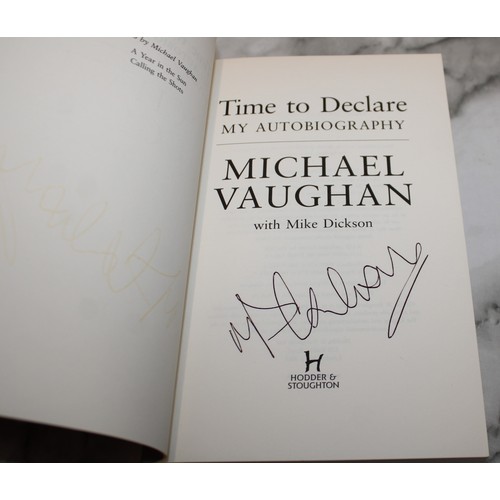 by Michael Vaughan
A Year in the Sun
Calling the Shots
Time to Declare
MY AUTOBIOGRAPHY
MICHAEL
VAUGHAN
with Mike Dickson
HODDER &
STOUGHTON